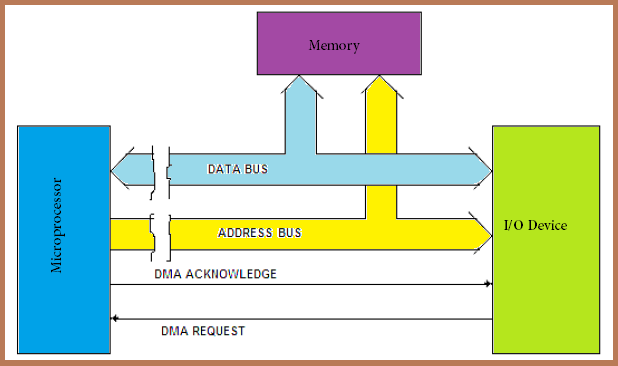 Memory
Microprocessor
DATA BUS
I/O Device
ADDRESS BUS
DMA ACKNOWLEDGE
DMA REQUEST